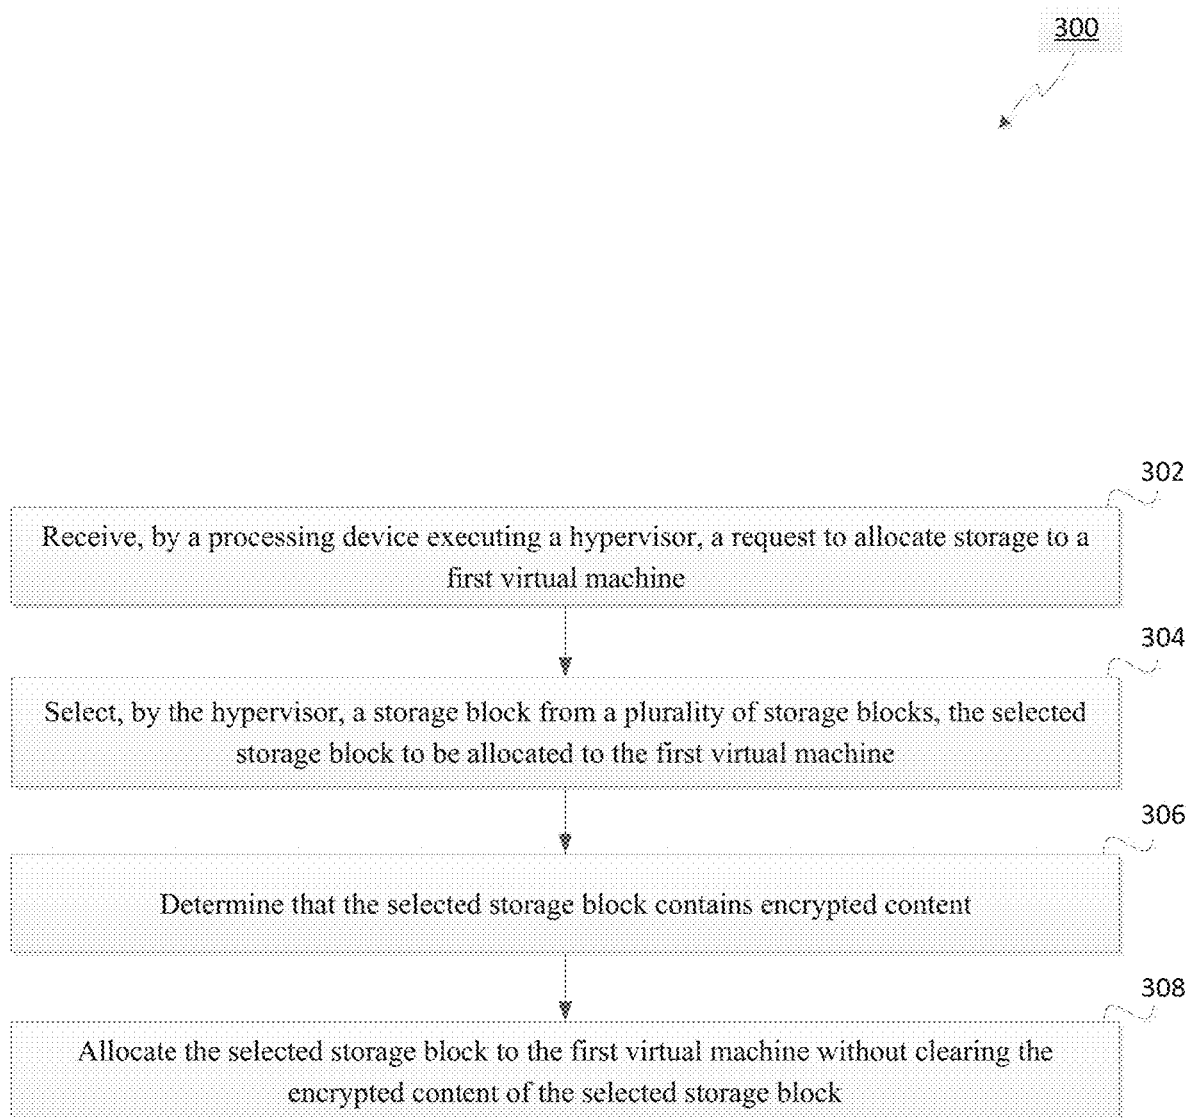 300
302
Receive, by a processing device executing a hypervisor, a request to allocate storage to a
first virtual machine
304
Select, by the hypervisor, a storage block from a plurality of storage blocks, the selected
storage block to be allocated to the first virtual machine
306
Determine that the selected storage block contains encrypted content
308
Allocate the selected storage block to the first virtual machine without clearing the
encrypted content of the selected storage block